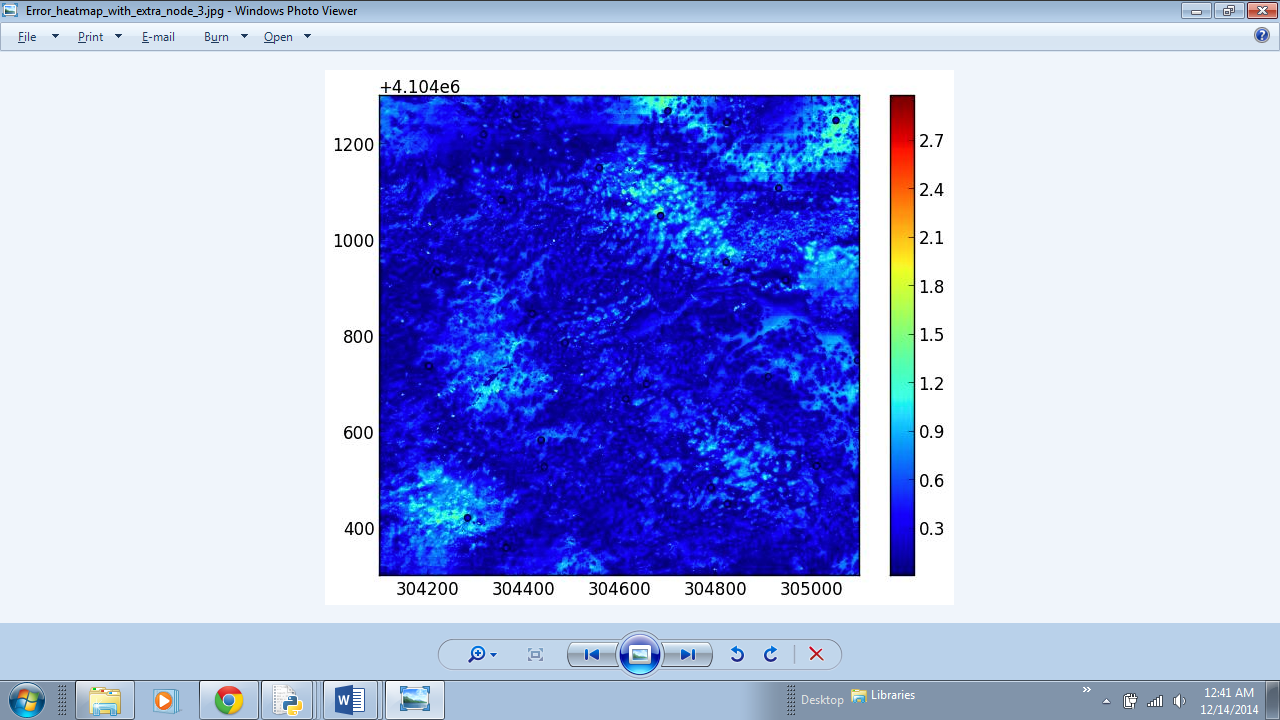 Error_heatmap_with_extra_node_3.jpg - Windows Photo Viewer
File Print E-mail Burn Open
+4.104e6
1200
1000
800
600
400
304200 304400 304600 304800 305000
2.7
2.4
2.1
1.8
1.5
1.2
0.9
0.6
0.3
Desktop Libraries
12:41 AM
12/14/2014